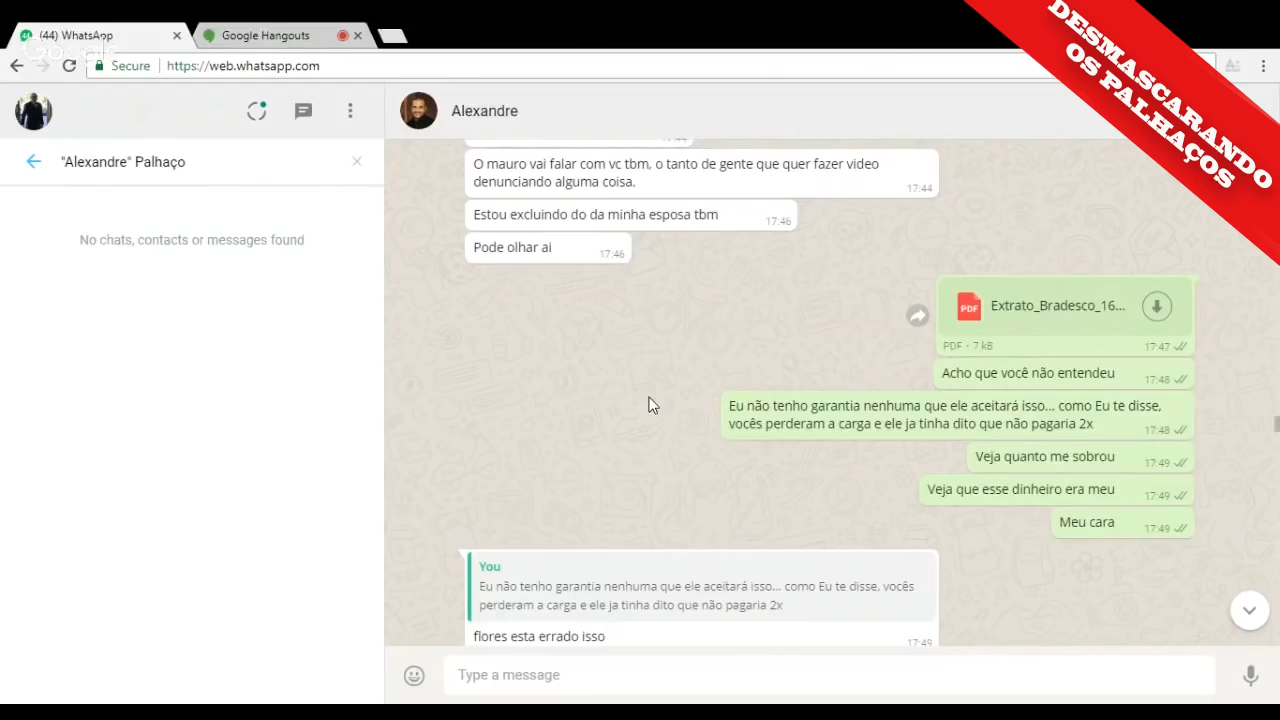 (44) WhatsApp
Google Hangouts
Google
Secure
https://web.whatsapp.com
DESMASCARANDO
OS PALHAÇOS
Alexandre
"Alexandre" Palhaço
No chats, contacts or messages found
17:44
O mauro vai falar com vc tbm, o tanto de gente que quer fazer video
denunciando alguma coisa.
17:44
Estou excluindo do da minha esposa tbm
17:46
Pode olhar ai
17:46
PDF
Extrato_Bradesco_16...
PDF • 7 kB
17:47
Acho que você não entendeu
17:48
Eu não tenho garantia nenhuma que ele aceitará isso... como Eu te disse,
vocês perderam a carga e ele ja tinha dito que não pagaria 2x
17:48
Veja quanto me sobrou
17:49
Veja que esse dinheiro era meu
17:49
Meu cara
17:49
You
Eu não tenho garantia nenhuma que ele aceitará isso... como Eu te disse, vocês
perderam a carga e ele ja tinha dito que não pagaria 2x
flores esta errado isso
17:49
Type a message